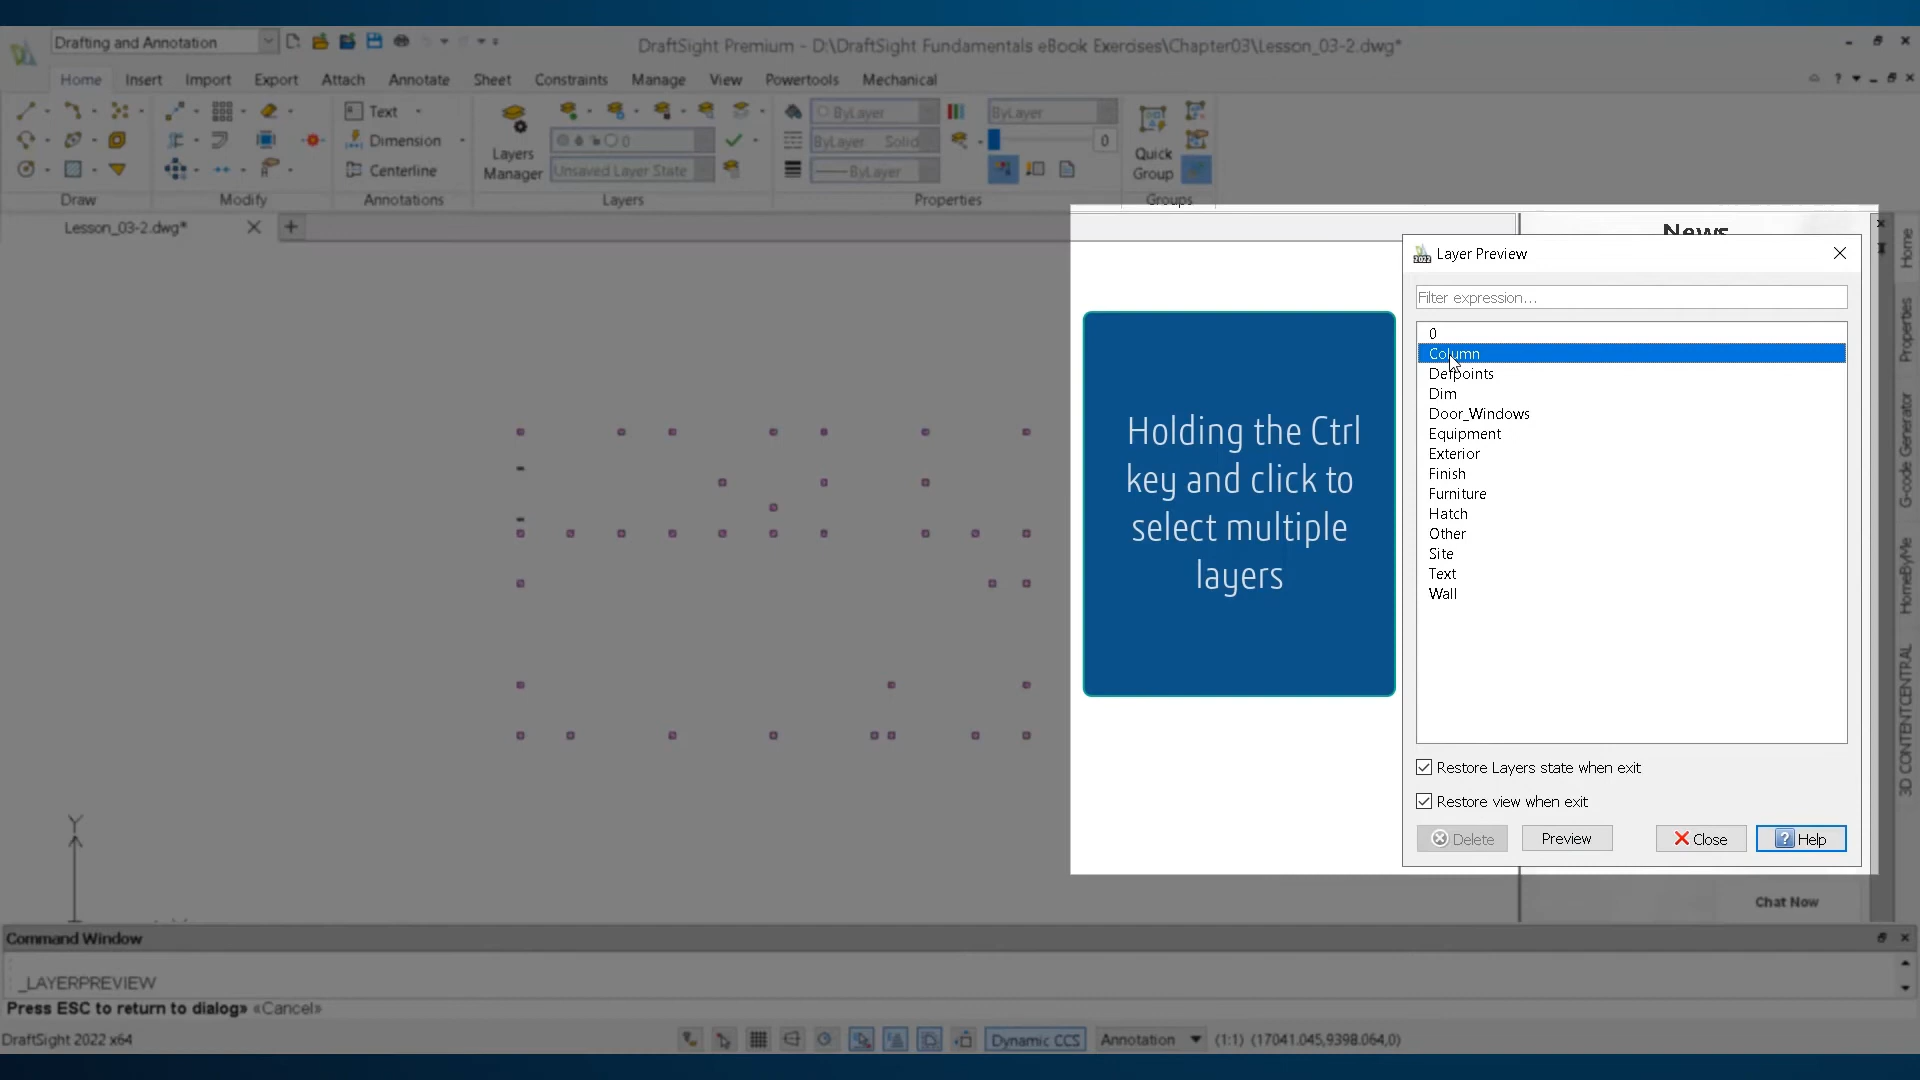 Drafting and Annotation
DraftSight Premium - D:\DraftSight Fundamentals eBook Exercises\Chapter03\Lesson_03-2.dwg*
Home Insert Import Export Attach Annotate Sheet Constraints Manage View Powertools Mechanical
Text
Dimension
Centerline
Layers
Manager
0
Unsaved Layer State
ByLayer
ByLayer Solid
ByLayer
ByLayer
0
Quick
Group
Draw Modify Annotations Layers Properties Groups
Lesson_03-2.dwg*
News
2022
Layer Preview
Filter expression...
0
Column
Defpoints
Dim
Door_Windows
Equipment
Exterior
Finish
Furniture
Hatch
Other
Site
Text
Wall
Holding the Ctrl
key and click to
select multiple
layers
Restore Layers state when exit
Restore view when exit
Delete Preview Close Help
Home
Properties
G-code Generator
HomeByMe
3D CONTENTCENTRAL
Y
Chat Now
Command Window
_LAYERPREVIEW
Press ESC to return to dialog» «Cancel»
DraftSight 2022 x64
Dynamic CCS
Annotation
(1:1) (17041.045,9398.064,0)